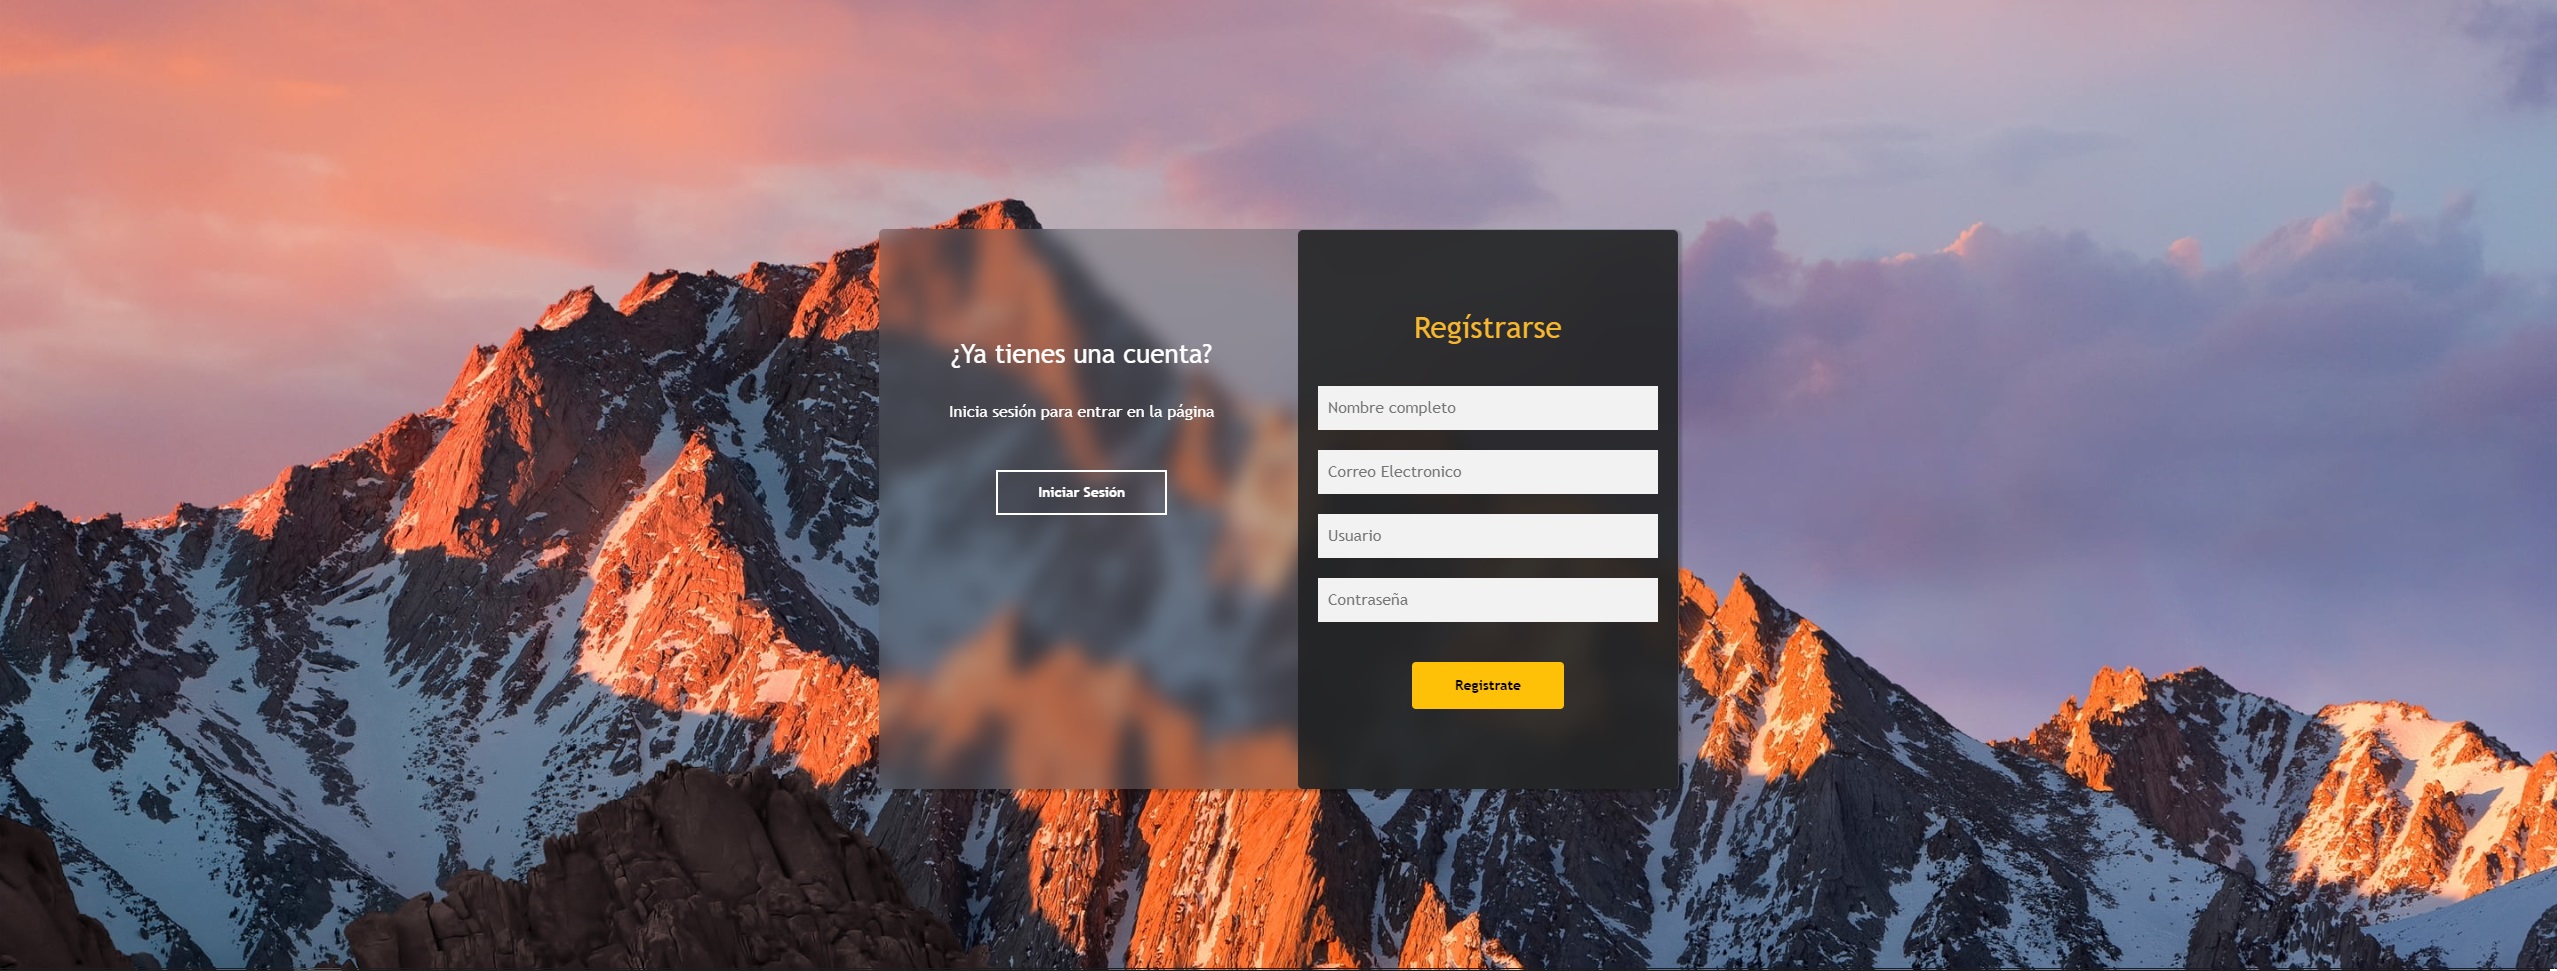 ¿Ya tienes una cuenta?
Inicia sesión para entrar en la página
Iniciar Sesión
Regístrarse
Nombre completo
Correo Electronico
Usuario
Contraseña
Registrate